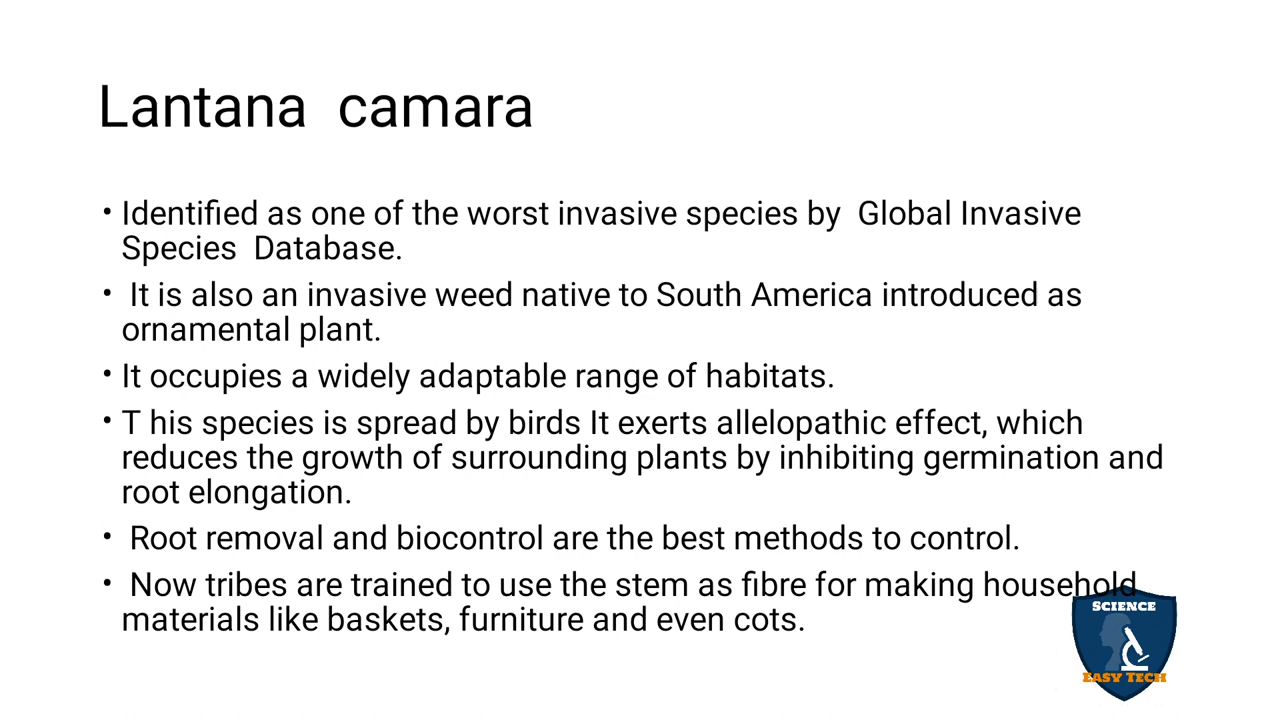 Lantana  camara
• Identified as one of the worst invasive species by  Global Invasive
Species  Database.
•  It is also an invasive weed native to South America introduced as
ornamental plant.
• It occupies a widely adaptable range of habitats.
• T his species is spread by birds It exerts allelopathic effect, which
reduces the growth of surrounding plants by inhibiting germination and
root elongation.
•  Root removal and biocontrol are the best methods to control.
•  Now tribes are trained to use the stem as fibre for making household
materials like baskets, furniture and even cots.
SCIENCE
EASY TECH